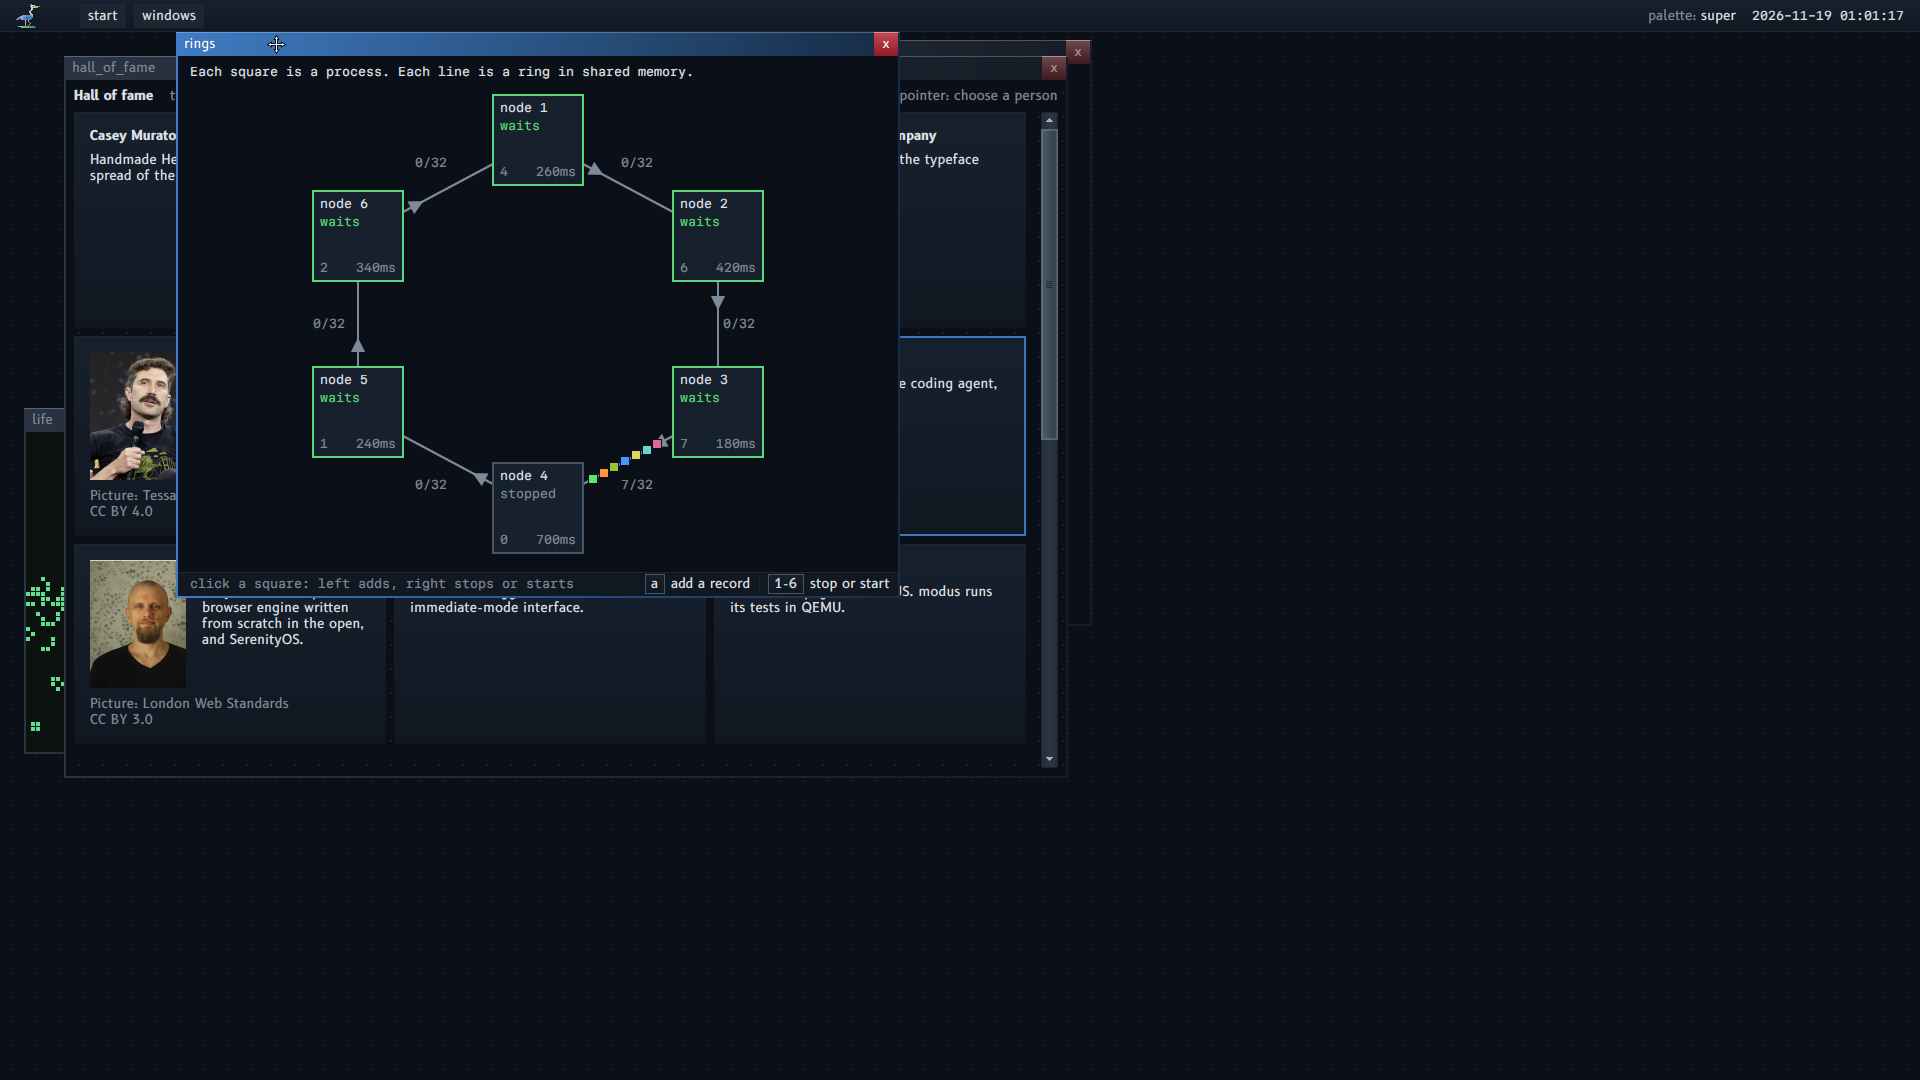 start windows palette: super 2026-11-19 01:01:17
rings x
x
hall_of_fame x
Each square is a process. Each line is a ring in shared memory.
Hall of fame pointer: choose a person
node 1
waits
4 260ms
0/32 0/32
node 6
waits
2 340ms
node 2
waits
6 420ms
0/32 0/32
node 5
waits
1 240ms
node 3
waits
7 180ms
node 4
stopped
0 700ms
0/32 7/32
click a square: left adds, right stops or starts a add a record 1-6 stop or start
Casey
Handmade
spread of the
the typeface
coding agent,
Picture:
CC BY 4.0
life
browser engine written
from scratch in the open,
and SerenityOS.
Picture: London Web Standards
CC BY 3.0
immediate-mode interface.
modus runs
its tests in QEMU.